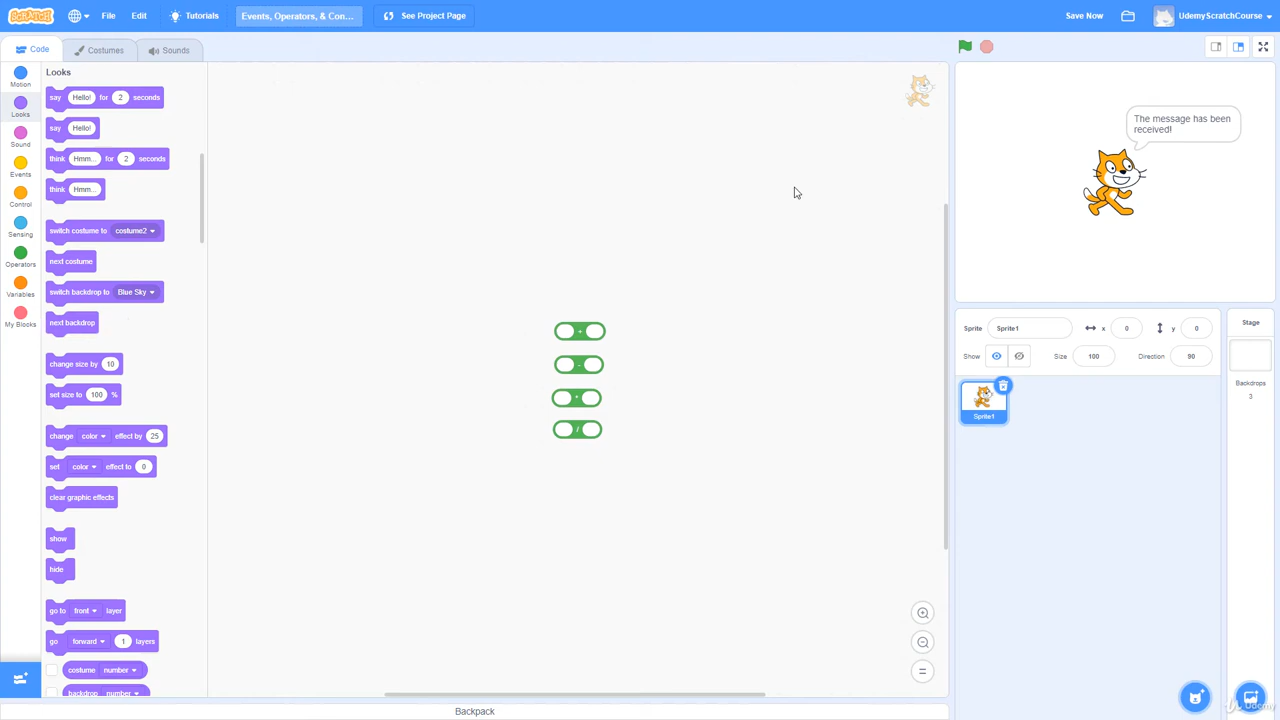 SCRATCH File Edit Tutorials Events, Operators, & Con... See Project Page Save Now UdemyScratchCourse
Code Costumes Sounds
Motion
Looks
Sound
Events
Control
Sensing
Operators
Variables
My Blocks
Looks
say Hello! for 2 seconds
say Hello!
think Hmm... for 2 seconds
think Hmm...
switch costume to costume2
next costume
switch backdrop to Blue Sky
next backdrop
change size by 10
set size to 100 %
change color effect by 25
set color effect to 0
clear graphic effects
show
hide
go to front layer
go forward 1 layers
costume number
backdrop number
+
-
*
/
Backpack
The message has been
received!
Sprite Sprite1 x 0 y 0
Show Size 100 Direction 90
Sprite1
Stage
Backdrops
3
Udemy